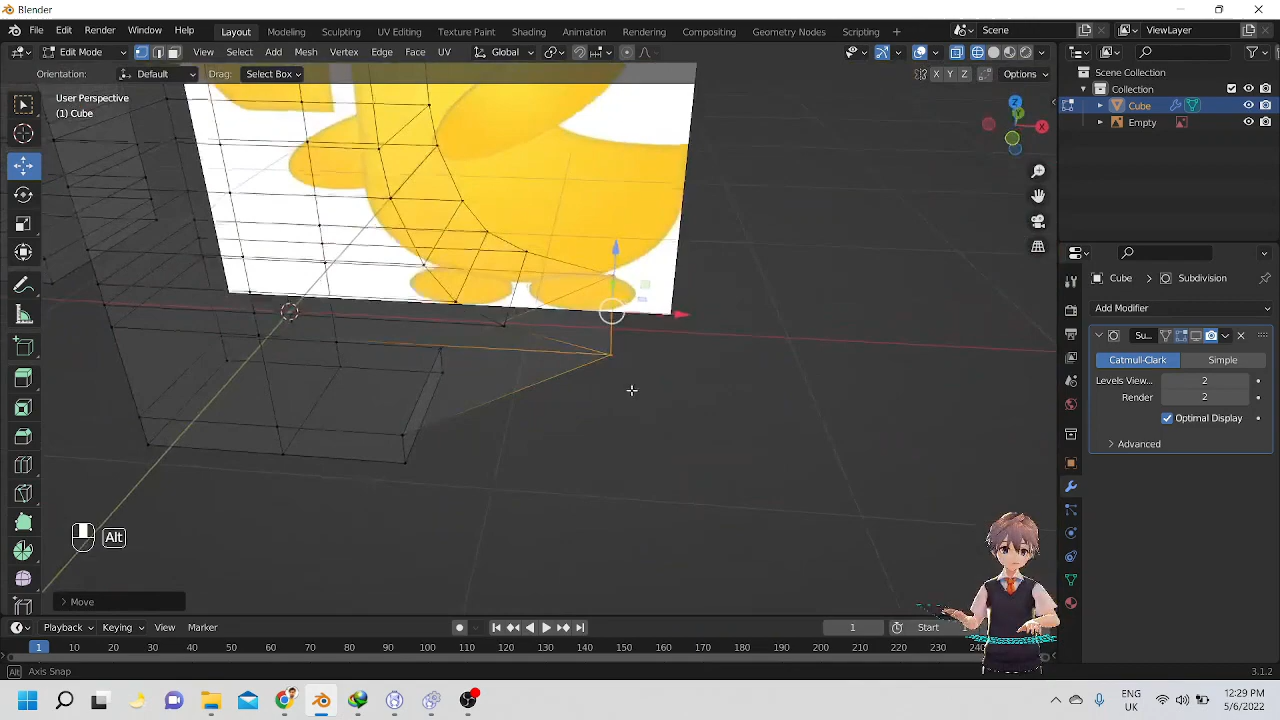 Blender
File Edit Render Window Help Layout Modeling Sculpting UV Editing Texture Paint Shading Animation Rendering Compositing Geometry Nodes Scripting + Scene ViewLayer
Edit Mode View Select Add Mesh Vertex Edge Face UV Global
Orientation: Default Drag: Select Box X Y Z Options
User Perspective
(1) Cube
Scene Collection
Collection
Cube
Empty
Z
Y
X
Cube Subdivision
Add Modifier
Su...
Catmull-Clark Simple
Levels View... 2
Render 2
Optimal Display
Advanced
Alt
Move
Playback Keying View Marker 1 Start
1 10 20 30 40 50 60 70 80 90 100 110 120 130 140 150 160 170 180 190 200 210 220 230
Alt Axis Snap 3.1.2
ENG
UG
12:29 PM
5/6/2022